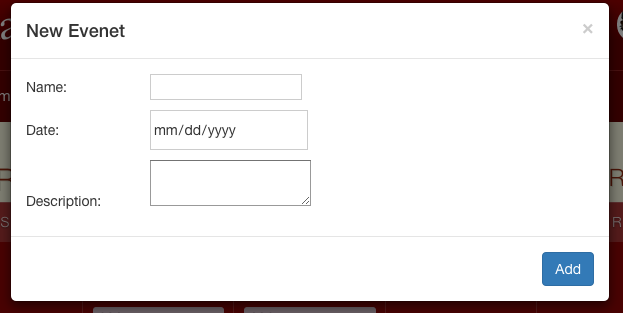 New Evenet
×
Name:
Date:
mm/dd/yyyy
Description:
Add